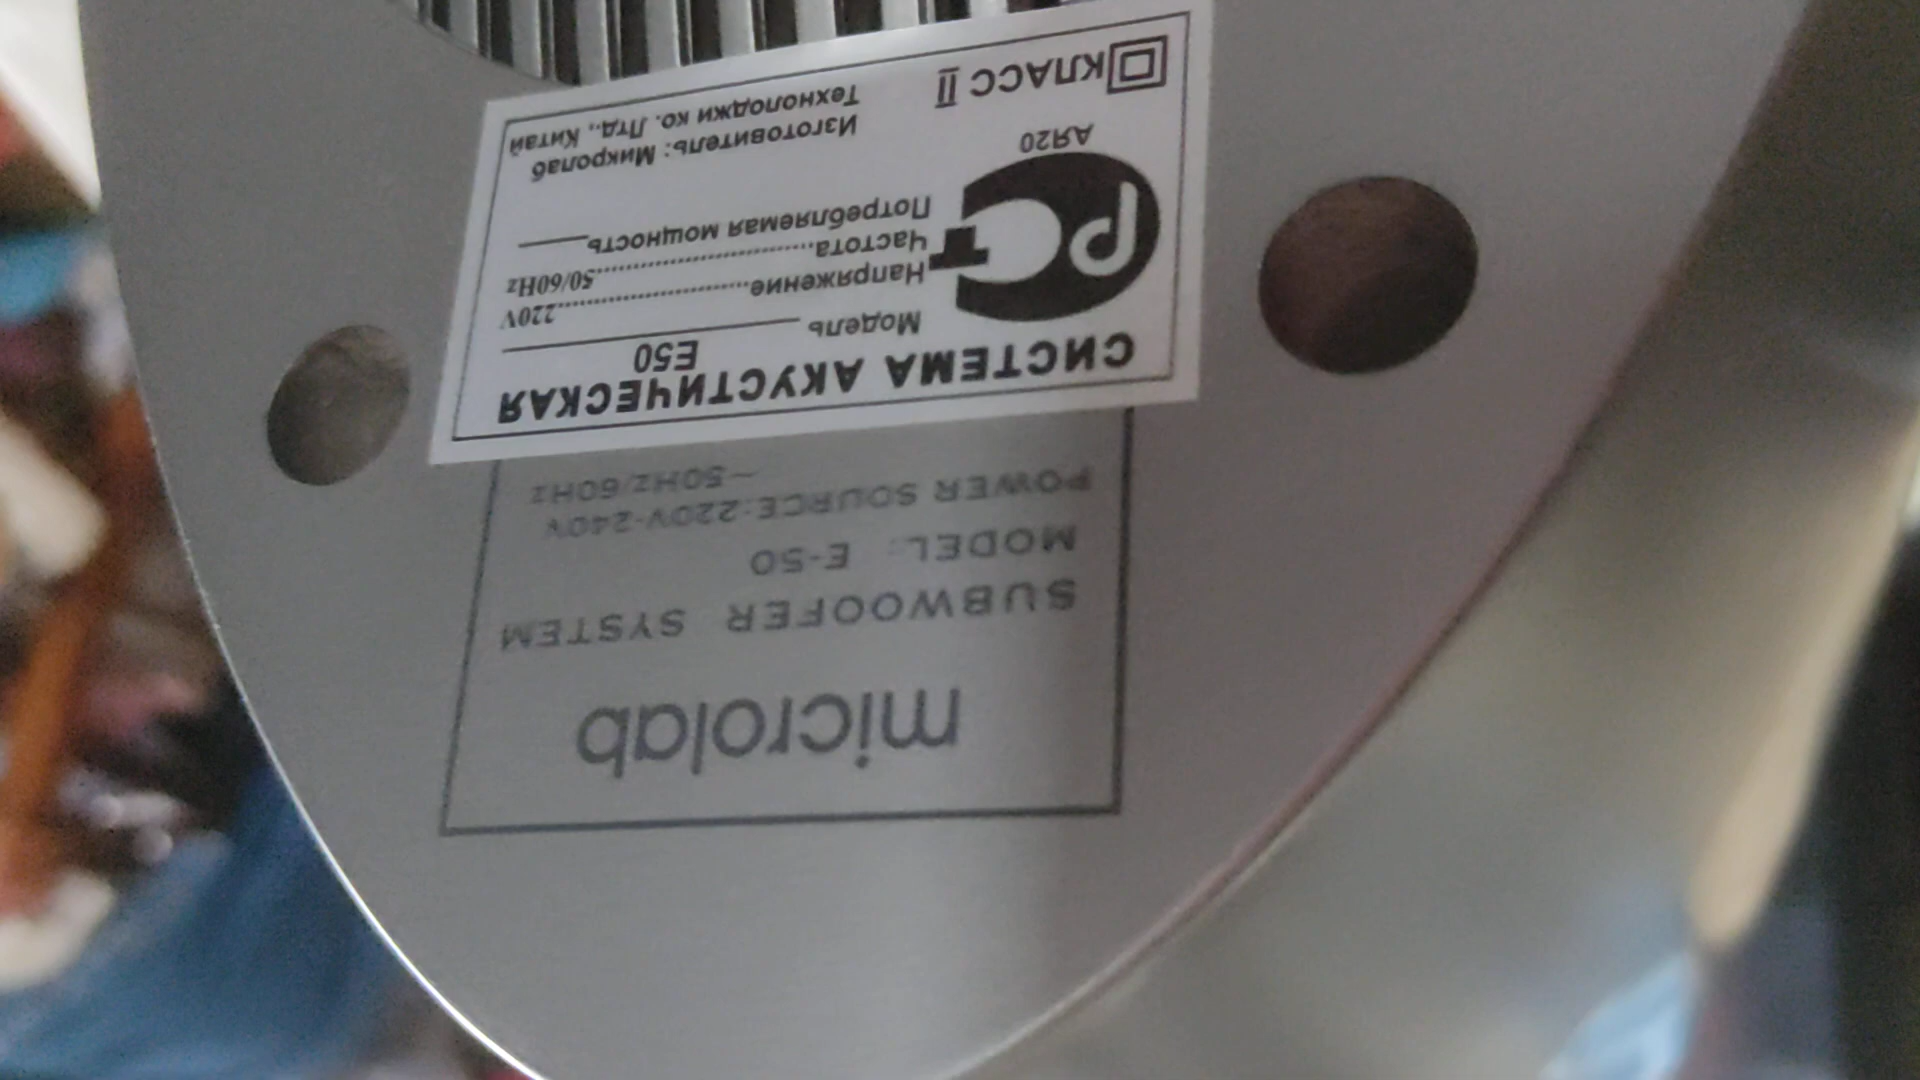 microlab
SUBWOOFER SYSTEM
MODEL: E-50
POWER SOURCE:220V-240V
~50Hz/60Hz
СИСТЕМА АКУСТИЧЕСКАЯ
Модель E50
Напряжение....................220V
Частота....................50/60Hz
Потребляемая мощность
РСТ
АЯ20
Изготовитель: Микролаб
Технолоджи ко. Лтд., Китай
КЛАСС II